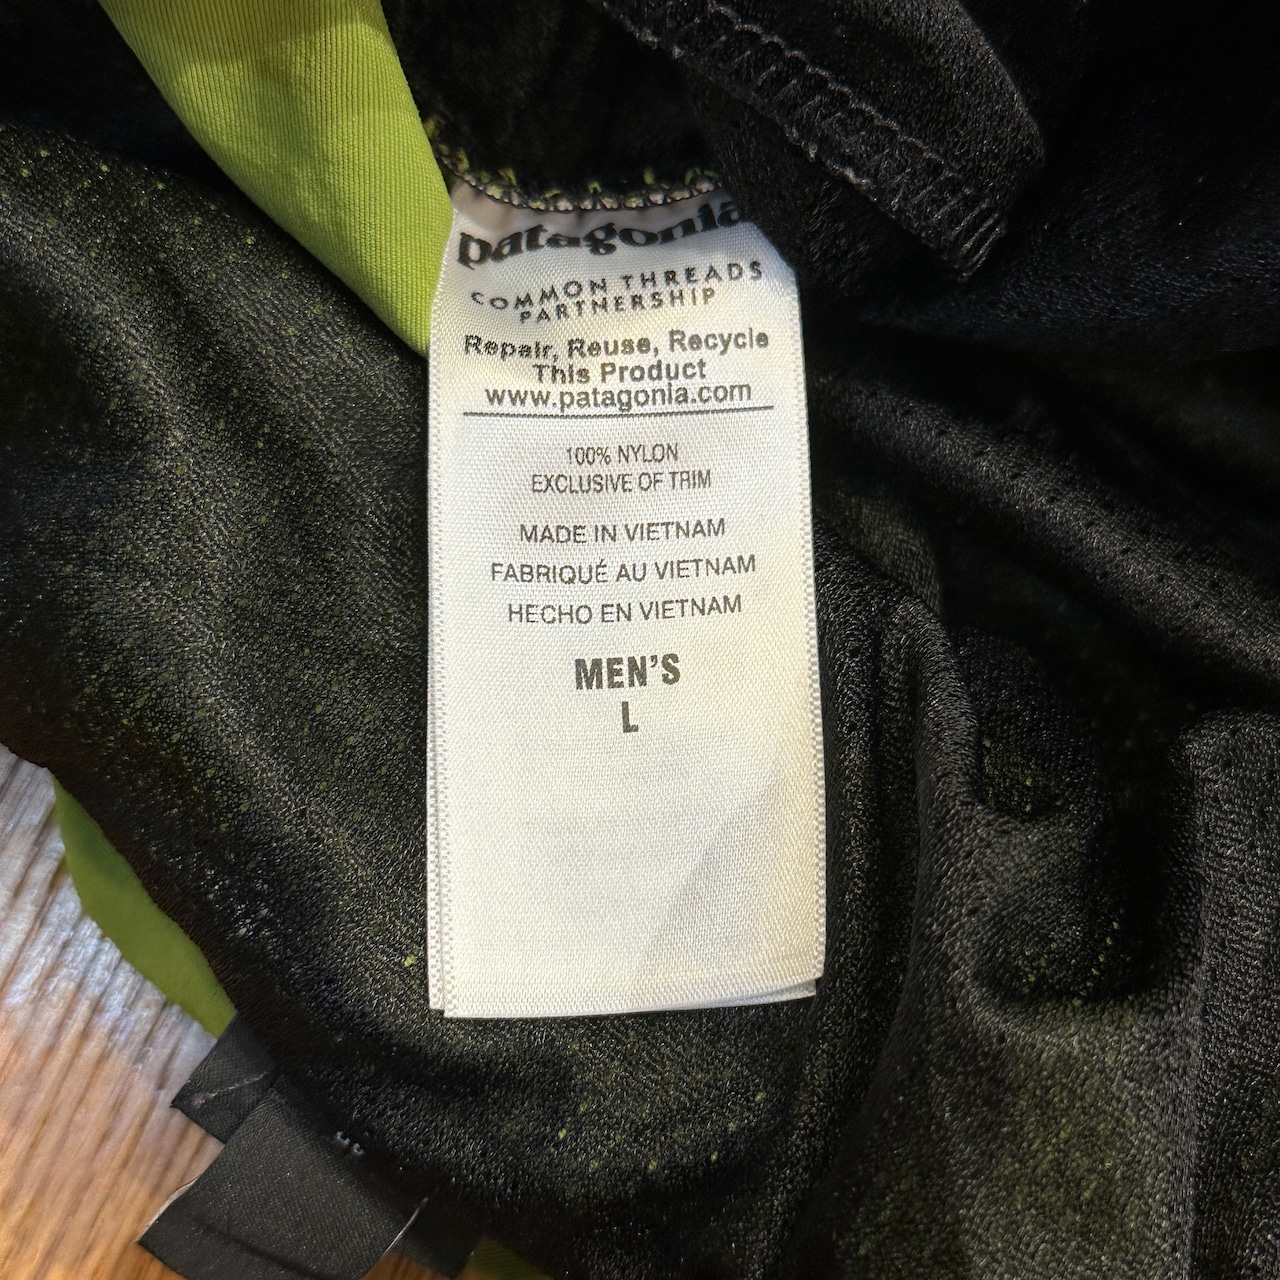 patagonia
COMMON THREADS
PARTNERSHIP
Repair, Reuse, Recycle
This Product
www.patagonia.com
100% NYLON
EXCLUSIVE OF TRIM
MADE IN VIETNAM
FABRIQUÉ AU VIETNAM
HECHO EN VIETNAM
MEN'S
L